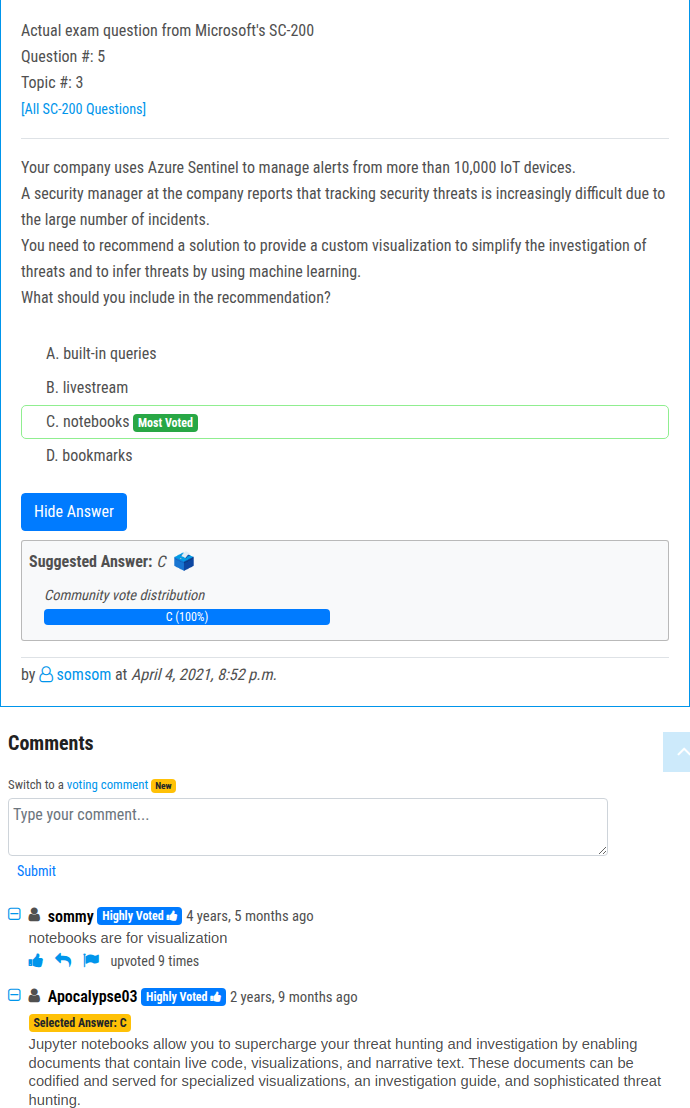 Actual exam question from Microsoft's SC-200
Question #: 5
Topic #: 3
[All SC-200 Questions]
Your company uses Azure Sentinel to manage alerts from more than 10,000 IoT devices.
A security manager at the company reports that tracking security threats is increasingly difficult due to
the large number of incidents.
You need to recommend a solution to provide a custom visualization to simplify the investigation of
threats and to infer threats by using machine learning.
What should you include in the recommendation?
A. built-in queries
B. livestream
C. notebooks Most Voted
D. bookmarks
Hide Answer
Suggested Answer: C
Community vote distribution
C (100%)
by somsom at April 4, 2021, 8:52 p.m.
Comments
Switch to a voting comment New
Type your comment...
Submit
sommy Highly Voted 4 years, 5 months ago
notebooks are for visualization
upvoted 9 times
Apocalypse03 Highly Voted 2 years, 9 months ago
Selected Answer: C
Jupyter notebooks allow you to supercharge your threat hunting and investigation by enabling
documents that contain live code, visualizations, and narrative text. These documents can be
codified and served for specialized visualizations, an investigation guide, and sophisticated threat
hunting.